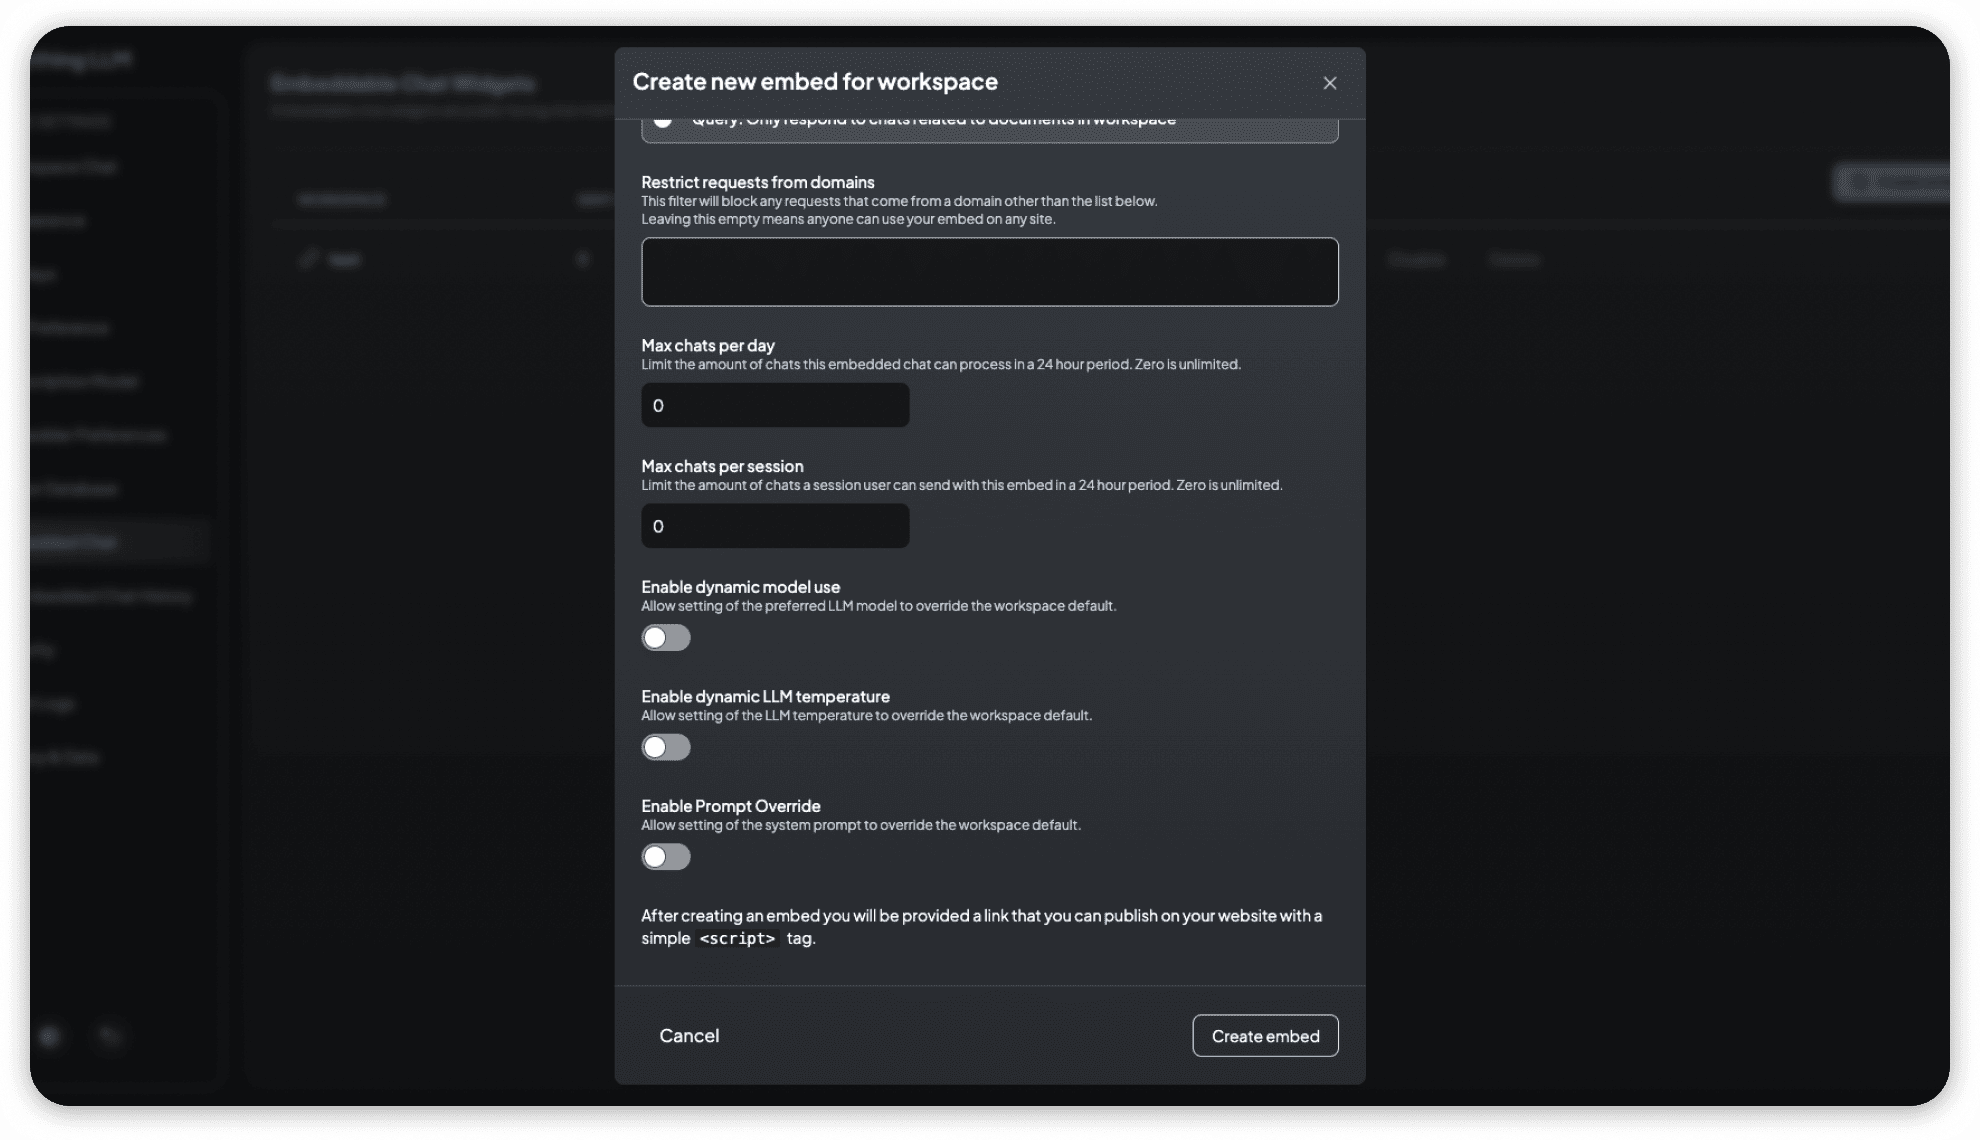 Create new embed for workspace
Query: Only respond to chats related to documents in workspace
Restrict requests from domains
This filter will block any requests that come from a domain other than the list below.
Leaving this empty means anyone can use your embed on any site.
Max chats per day
Limit the amount of chats this embedded chat can process in a 24 hour period. Zero is unlimited.
0
Max chats per session
Limit the amount of chats a session user can send with this embed in a 24 hour period. Zero is unlimited.
0
Enable dynamic model use
Allow setting of the preferred LLM model to override the workspace default.
Enable dynamic LLM temperature
Allow setting of the LLM temperature to override the workspace default.
Enable Prompt Override
Allow setting of the system prompt to override the workspace default.
After creating an embed you will be provided a link that you can publish on your website with a
simple <script> tag.
Cancel
Create embed